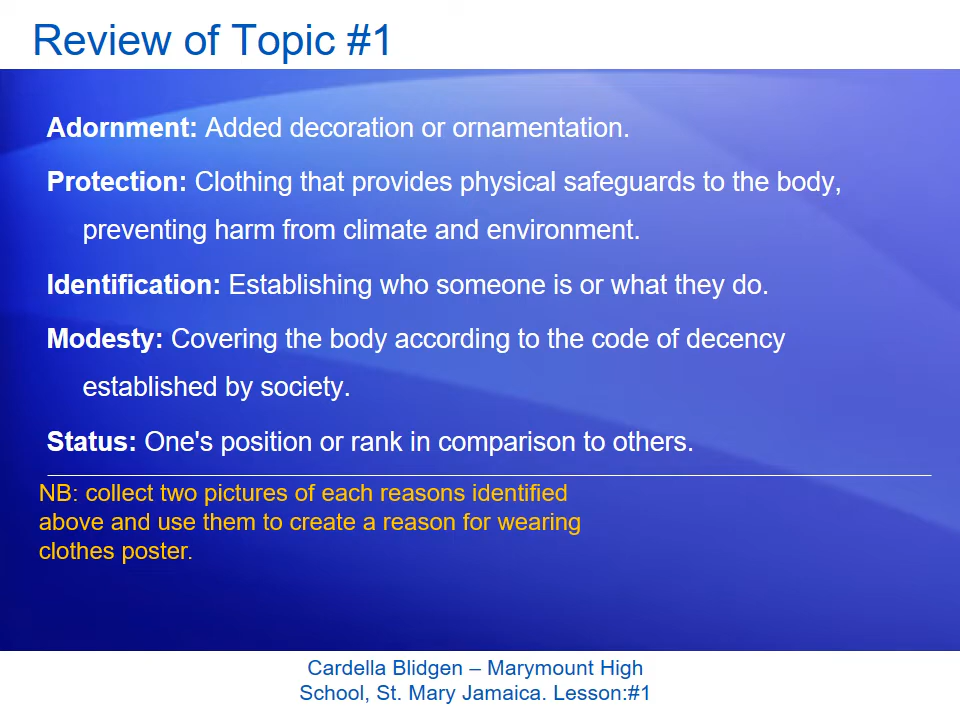 Review of Topic #1
Adornment: Added decoration or ornamentation.
Protection: Clothing that provides physical safeguards to the body,
preventing harm from climate and environment.
Identification: Establishing who someone is or what they do.
Modesty: Covering the body according to the code of decency
established by society.
Status: One's position or rank in comparison to others.
NB: collect two pictures of each reasons identified
above and use them to create a reason for wearing
clothes poster.
Cardella Blidgen – Marymount High
School, St. Mary Jamaica. Lesson:#1